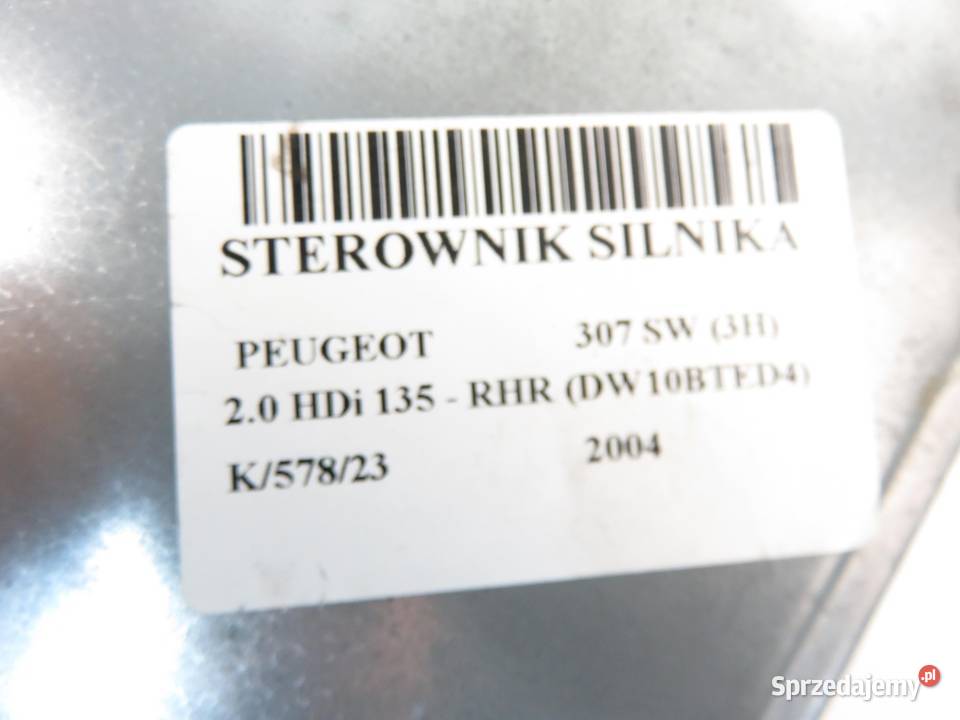 STEROWNIK SILNIKA
PEUGEOT 307 SW (3H)
2.0 HDi 135 - RHR (DW10BTED4)
K/578/23 2004
Sprzedajemy.pl